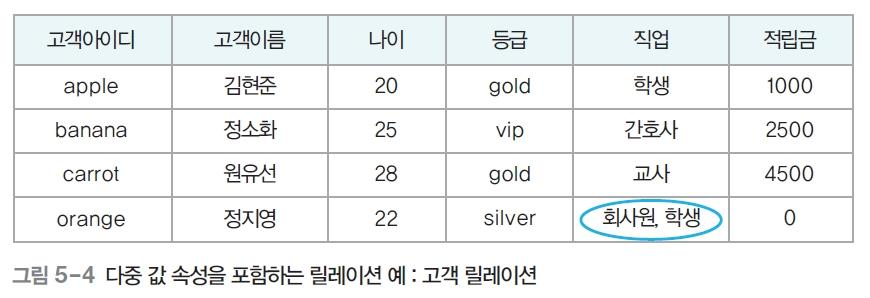 고객아이디 고객이름 나이 등급 직업 적립금
apple 김현준 20 gold 학생 1000
banana 정소화 25 vip 간호사 2500
carrot 원유선 28 gold 교사 4500
orange 정지영 22 silver 회사원, 학생 0
그림 5-4 다중 값 속성을 포함하는 릴레이션 예 : 고객 릴레이션